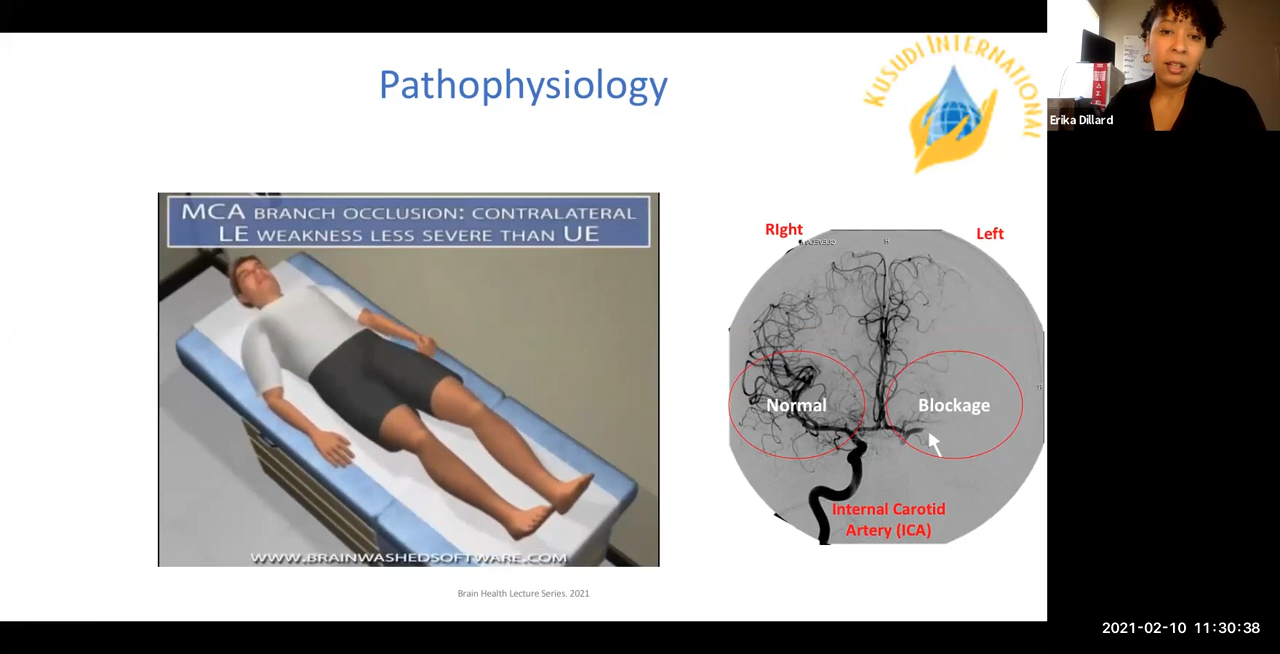 Pathophysiology
KUSUDI INTERNATIONAL
Erika Dillard
MCA BRANCH OCCLUSION: CONTRALATERAL
LE WEAKNESS LESS SEVERE THAN UE
WWW.BRAINWASHEDSOFTWARE.COM
RIght
Left
H
Normal
Blockage
Internal Carotid
Artery (ICA)
Brain Health Lecture Series. 2021
2021-02-10 11:30:38